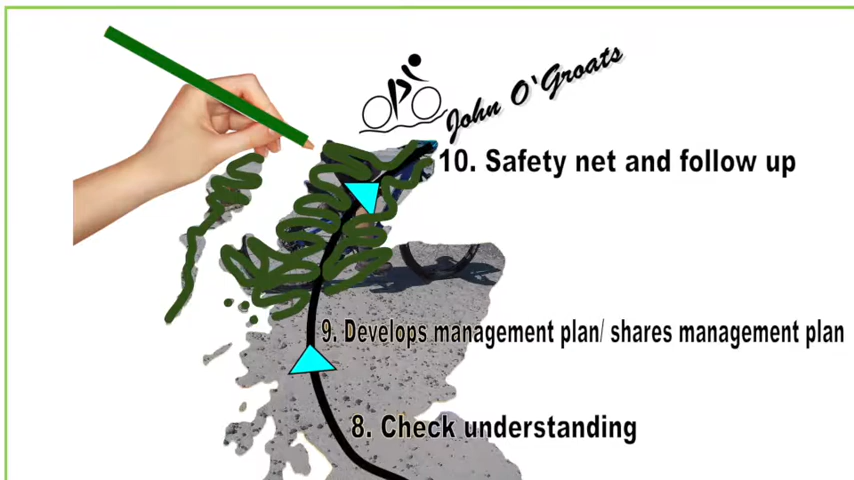 John O'Groats
10. Safety net and follow up
9. Develops management plan/ shares management plan
8. Check understanding